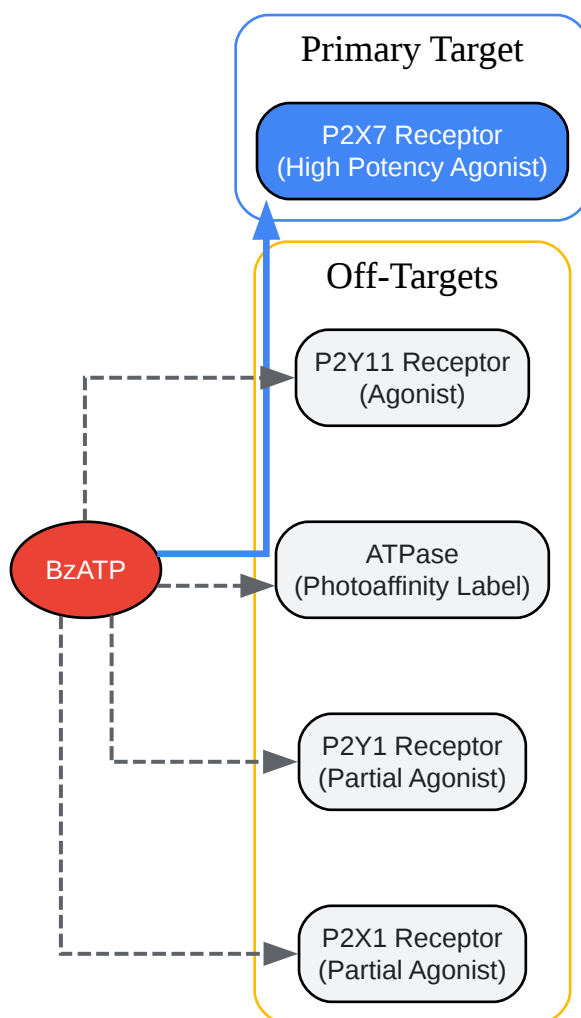 Primary Target
P2X7 Receptor
(High Potency Agonist)
Off-Targets
P2Y11 Receptor
(Agonist)
BzATP
ATPase
(Photoaffinity Label)
P2Y1 Receptor
(Partial Agonist)
P2X1 Receptor
(Partial Agonist)